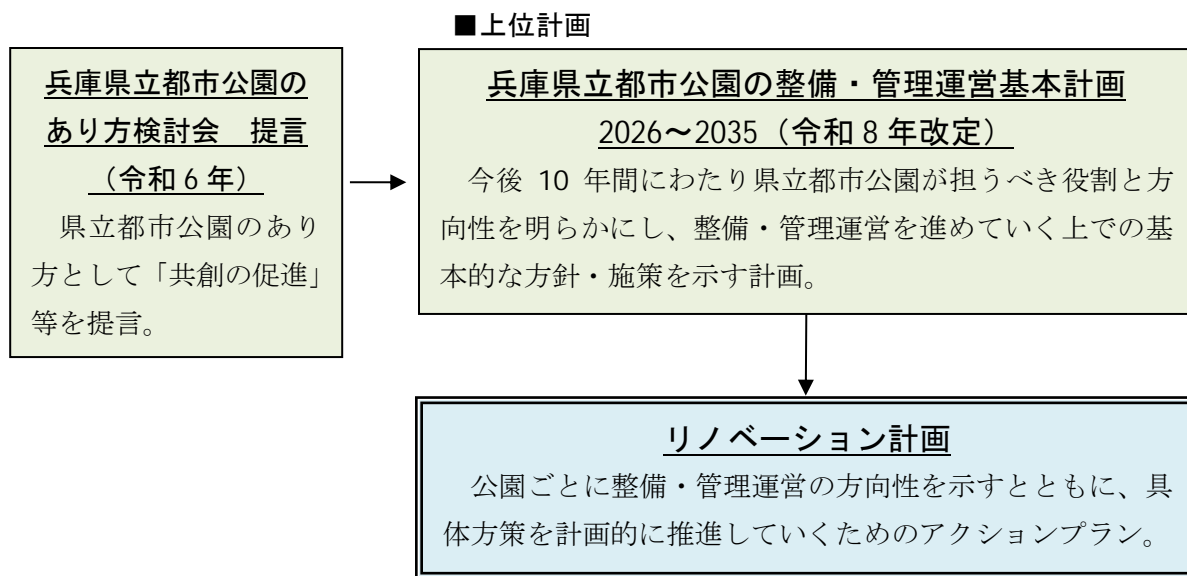 ■上位計画
兵庫県立都市公園の
あり方検討会　提言
（令和６年）
県立都市公園のあり
方として「共創の促進」
等を提言。
兵庫県立都市公園の整備・管理運営基本計画
2026～2035（令和８年改定）
今後 10 年間にわたり県立都市公園が担うべき役割と方
向性を明らかにし、整備・管理運営を進めていく上での基
本的な方針・施策を示す計画。
リノベーション計画
公園ごとに整備・管理運営の方向性を示すとともに、具
体方策を計画的に推進していくためのアクションプラン。